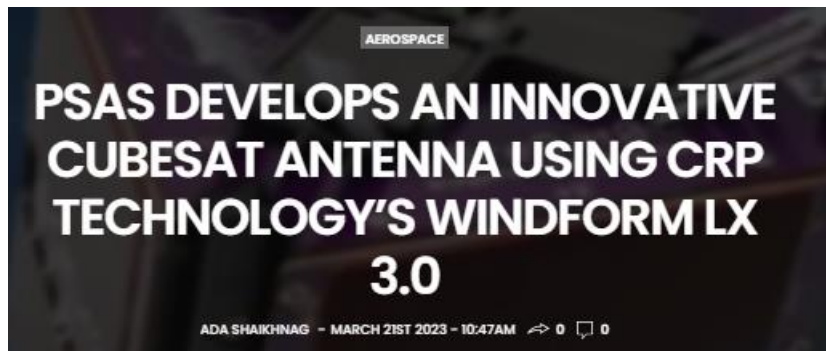 AEROSPACE
PSAS DEVELOPS AN INNOVATIVE
CUBESAT ANTENNA USING CRP
TECHNOLOGY'S WINDFORM LX
3.0
ADA SHAIKHNAG - MARCH 21ST 2023 - 10:47AM 0 0